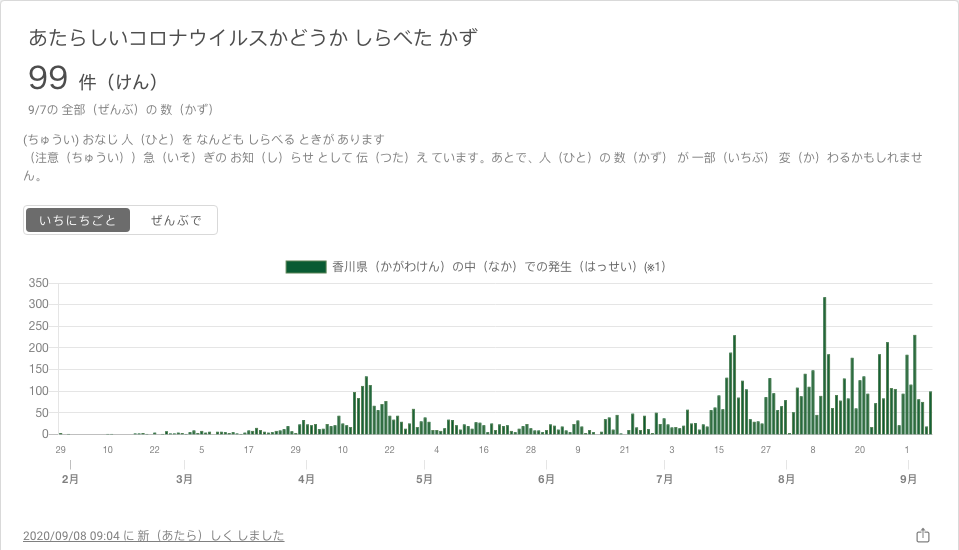 あたらしいコロナウイルスかどうか しらべた かず
99 件（けん）
9/7の 全部（ぜんぶ）の 数（かず）
(ちゅうい) おなじ 人（ひと）を なんども しらべる ときが あります
（注意（ちゅうい））急（いそ）ぎの お知（し）らせ として 伝（つた）え ています。あとで、人（ひと）の 数（かず） が 一部（いちぶ） 変（か）わるかもしれませ
ん。
いちにちごと ぜんぶで
香川県（かがわけん）の中（なか）での発生（はっせい）(※1)
350
300
250
200
150
100
50
0
29 10 22 5 17 29 10 22 4 16 28 9 21 3 15 27 8 20 1
2月 3月 4月 5月 6月 7月 8月 9月
2020/09/08 09:04 に 新（あたら）しく しました